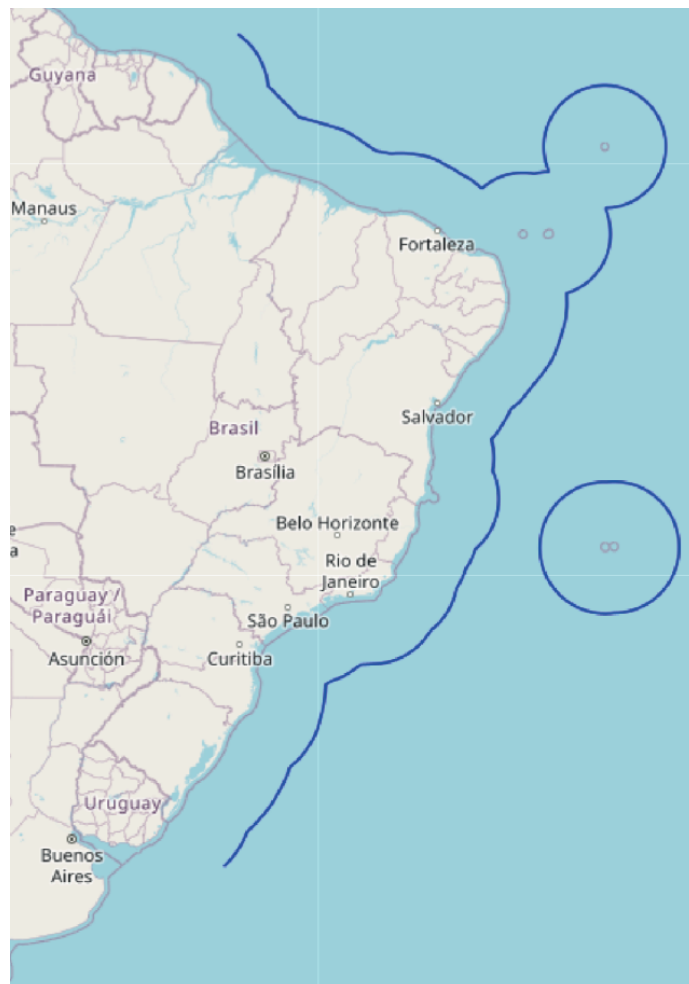 Guyana
Manaus
Fortaleza
Salvador
Brasil
Brasília
Belo Horizonte
Rio de
Janeiro
São Paulo
Paraguay /
Paraguái
Asunción
Curitiba
Uruguay
Buenos
Aires